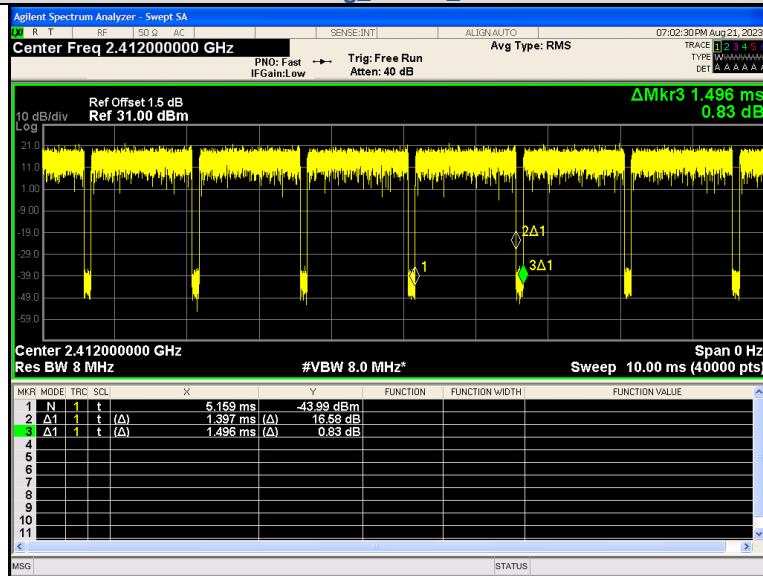 Agilent Spectrum Analyzer - Swept SA
LXI R T RF 50 Ω AC SENSE:INT ALIGNAUTO 07:02:30 PM Aug 21, 2023
Center Freq 2.412000000 GHz
Avg Type: RMS
TRACE 1 2 3 4 5
PNO: Fast
Trig: Free Run
TYPE W
IFGain:Low
Atten: 40 dB
DET A A A A A
ΔMkr3 1.496 ms
0.83 dB
Ref Offset 1.5 dB
10 dB/div Ref 31.00 dBm
Log
21.0
11.0
1.00
-9.00
-19.0
-29.0
-39.0
-49.0
-59.0
2Δ1
1
3Δ1
Center 2.412000000 GHz Span 0 Hz
Res BW 8 MHz #VBW 8.0 MHz* Sweep 10.00 ms (40000 pts)
MKR MODE TRC SCL X Y FUNCTION FUNCTION WIDTH FUNCTION VALUE
1 N 1 t 5.159 ms -43.99 dBm
2 Δ1 1 t (Δ) 1.397 ms (Δ) 16.58 dB
3 Δ1 1 t (Δ) 1.496 ms (Δ) 0.83 dB
4
5
6
7
8
9
10
11
MSG STATUS